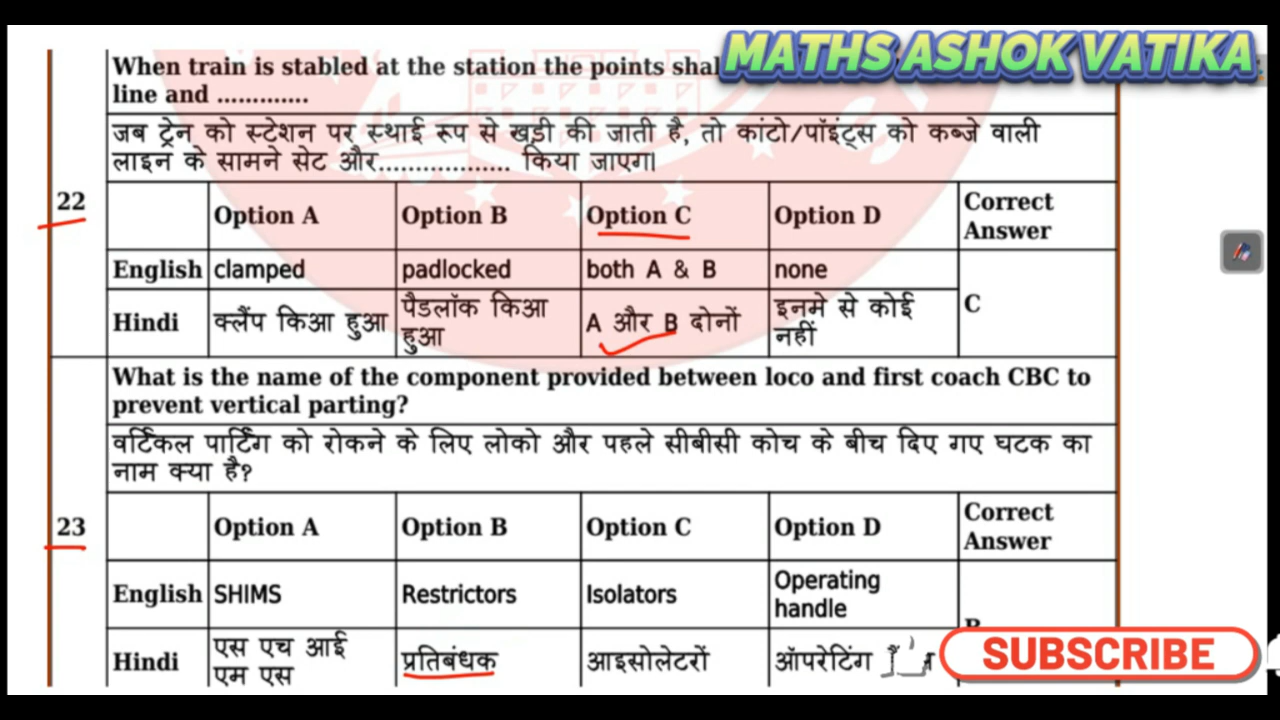 MATHS ASHOK VATIKA
When train is stabled at the station the points shal
line and .............
जब ट्रेन को स्टेशन पर स्थाई रूप से खड़ी की जाती है, तो कांटो/पॉइंट्स को कब्जे वाली
लाइन के सामने सेट और................... किया जाएगा।
22
Option A Option B Option C Option D Correct
Answer
English clamped padlocked both A & B none
C
Hindi क्लैंप किआ हुआ पैडलॉक किआ
हुआ A और B दोनों इनमे से कोई
नहीं
What is the name of the component provided between loco and first coach CBC to
prevent vertical parting?
वर्टिकल पार्टिंग को रोकने के लिए लोको और पहले सीबीसी कोच के बीच दिए गए घटक का
नाम क्या है?
23
Option A Option B Option C Option D Correct
Answer
English SHIMS Restrictors Isolators Operating
handle
Hindi एस एच आई
एम एस प्रतिबंधक आइसोलेटरों ऑपरेटिंग
SUBSCRIBE